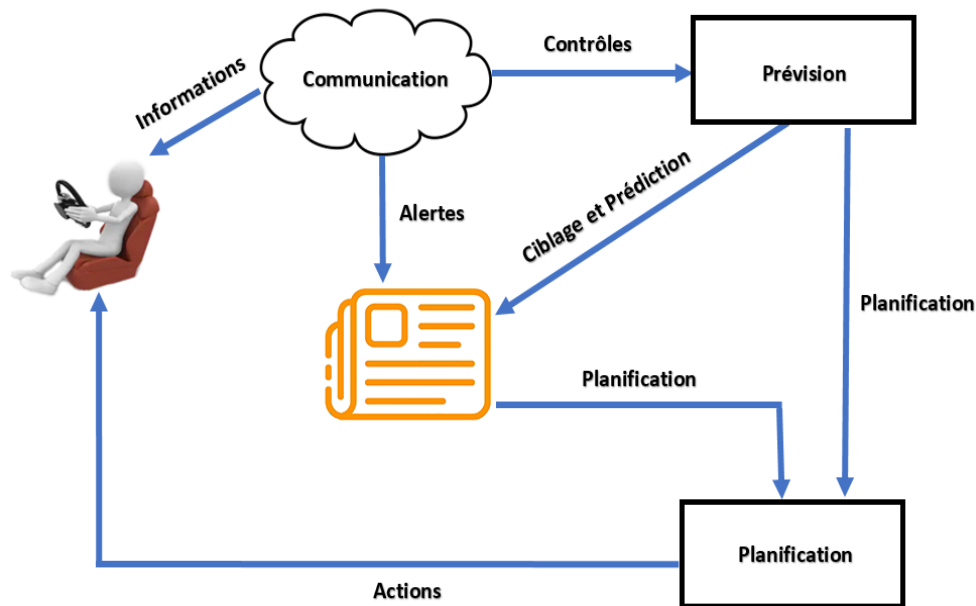 Contrôles
Communication
Prévision
Informations
Alertes
Ciblage et Prédiction
Planification
Planification
Planification
Actions